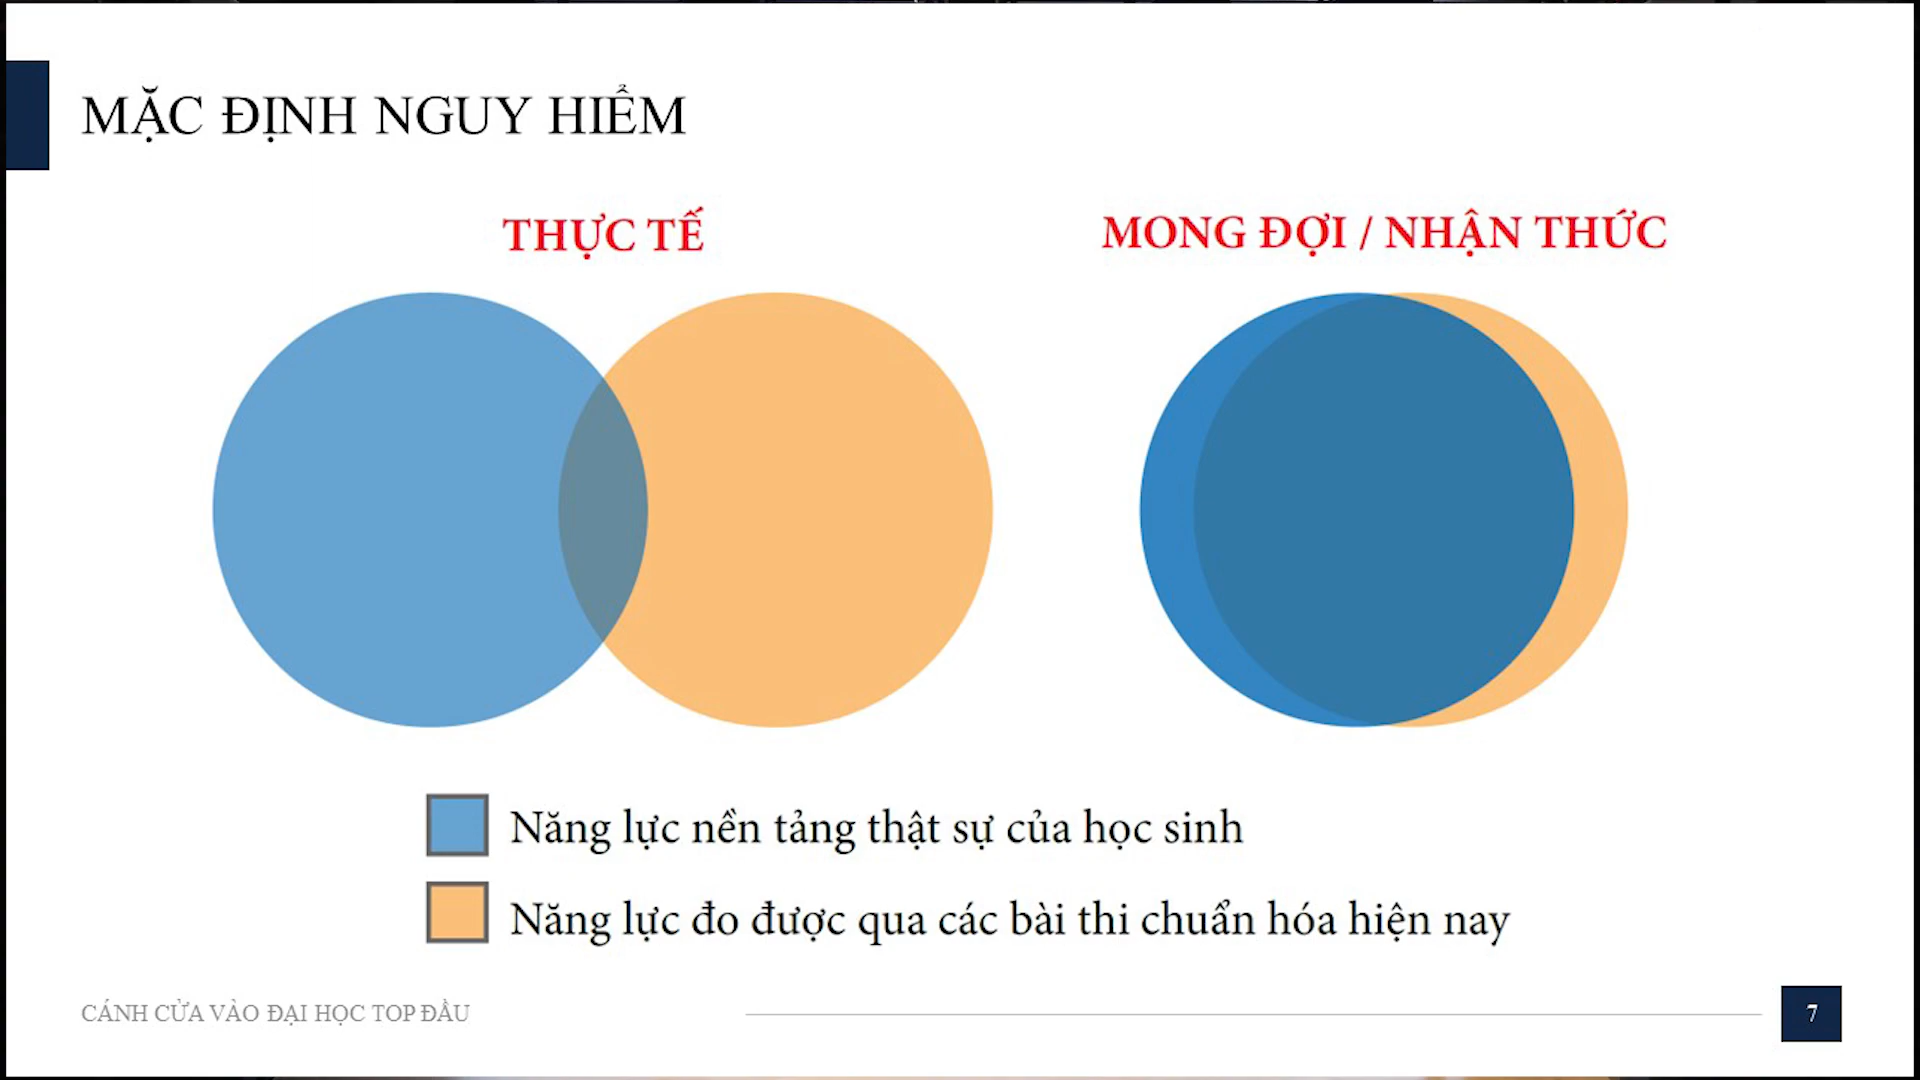 MẶC ĐỊNH NGUY HIỂM
THỰC TẾ
MONG ĐỢI / NHẬN THỨC
Năng lực nền tảng thật sự của học sinh
Năng lực đo được qua các bài thi chuẩn hóa hiện nay
CÁNH CỬA VÀO ĐẠI HỌC TOP ĐẦU
7